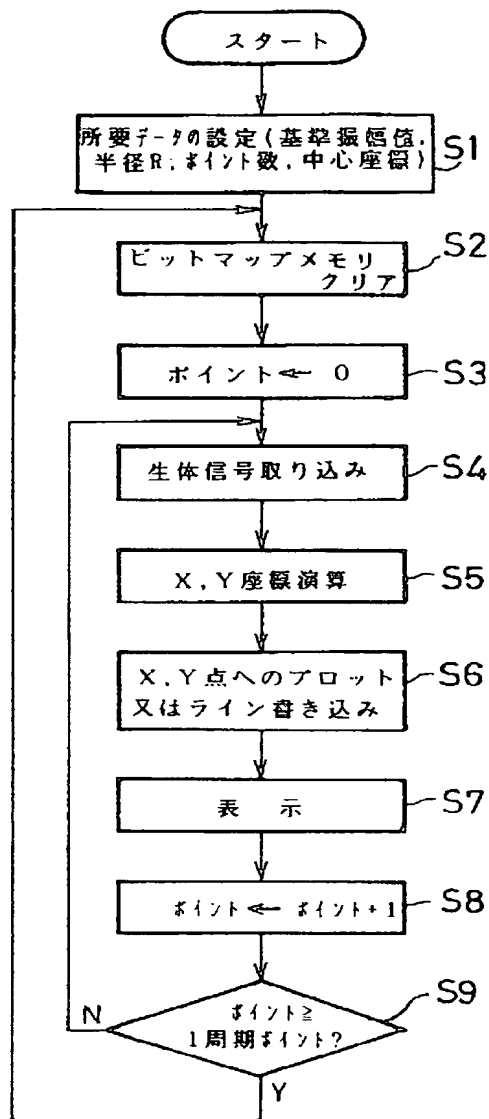 スタート
所要データの設定(基準振幅値,
半径R,ポイント数,中心座標)
S1
ビットマップメモリ
クリア
S2
ポイント← 0
S3
生体信号取り込み
S4
X,Y座標演算
S5
X,Y点へのプロット
又はライン書き込み
S6
表 示
S7
ポイント← ポイント+1
S8
ポイント≧
1周期ポイント?
S9
N
Y